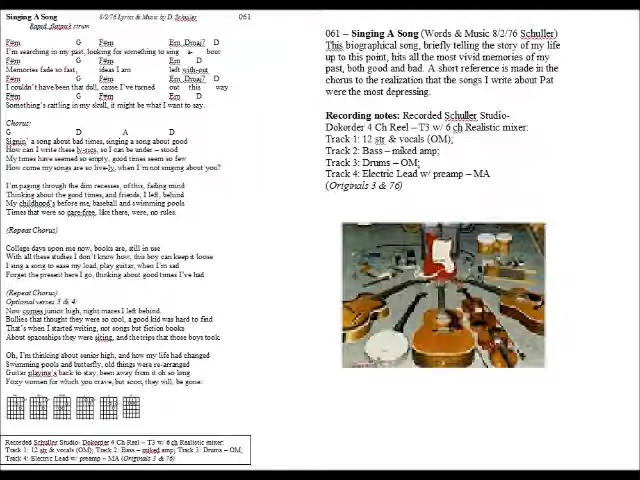 Singing A Song 8/2/76 Lyrics & Music by D. Schuller 061
Rapid, flatpick strum
F#m G F#m Em Dmaj7 D
I'm searching in my past, looking for something to sing a- bout
F#m G F#m Em D
Memories fade so fast, ideas I am left with-out
F#m G F#m Em Dmaj7 D
I couldn't have been that dull, cause I've turned out this way
F#m G F#m Em D
Something's rattling in my skull, it might be what I want to say.
Chorus:
G D A D
Signin' a song about bad times, singing a song about good
How can I write these ly-rics, so I can be under – stood
My times have seemed so empty, good times seem so few
How come my songs are so live-ly, when I'm not singing about you?
I'm paging through the dim recesses, of this, fading mind
Thinking about the good times, and friends I, left, behind
My childhood's before me, baseball and swimming pools
Times that were so care-free, like there, were, no rules.
(Repeat Chorus)
College days upon me now, books are, still in use
With all these studies I don't know how, this boy can keep it loose
I sing a song to ease my load, play guitar, when I'm sad
Forget the present here I go, thinking about good times I've had
(Repeat Chorus)
Optional verses 3 & 4:
Now comes junior high, night mares I left behind.
Bullies that thought they were so cool, a good kid was hard to find
That's when I started writing, not songs but fiction books
About spaceships they were siting, and the trips that those boys took.
Oh, I'm thinking about senior high, and how my life had changed
Swimming pools and butterfly, old things were re-arranged
Guitar playing's back to stay, been away from it oh so long
Foxy women for which you crave, but soon, they will, be gone.
Recorded Schuller Studio- Dokorder 4 Ch Reel – T3 w/ 6 ch Realistic mixer:
Track 1: 12 str & vocals (OM); Track 2: Bass – miked amp; Track 3: Drums – OM;
Track 4: Electric Lead w/ preamp – MA (Originals 3 & 76)
061 – Singing A Song (Words & Music 8/2/76 Schuller)
This biographical song, briefly telling the story of my life
up to this point, hits all the most vivid memories of my
past, both good and bad. A short reference is made in the
chorus to the realization that the songs I write about Pat
were the most depressing.
Recording notes: Recorded Schuller Studio-
Dokorder 4 Ch Reel – T3 w/ 6 ch Realistic mixer:
Track 1: 12 str & vocals (OM);
Track 2: Bass – miked amp;
Track 3: Drums – OM;
Track 4: Electric Lead w/ preamp – MA
(Originals 3 & 76)